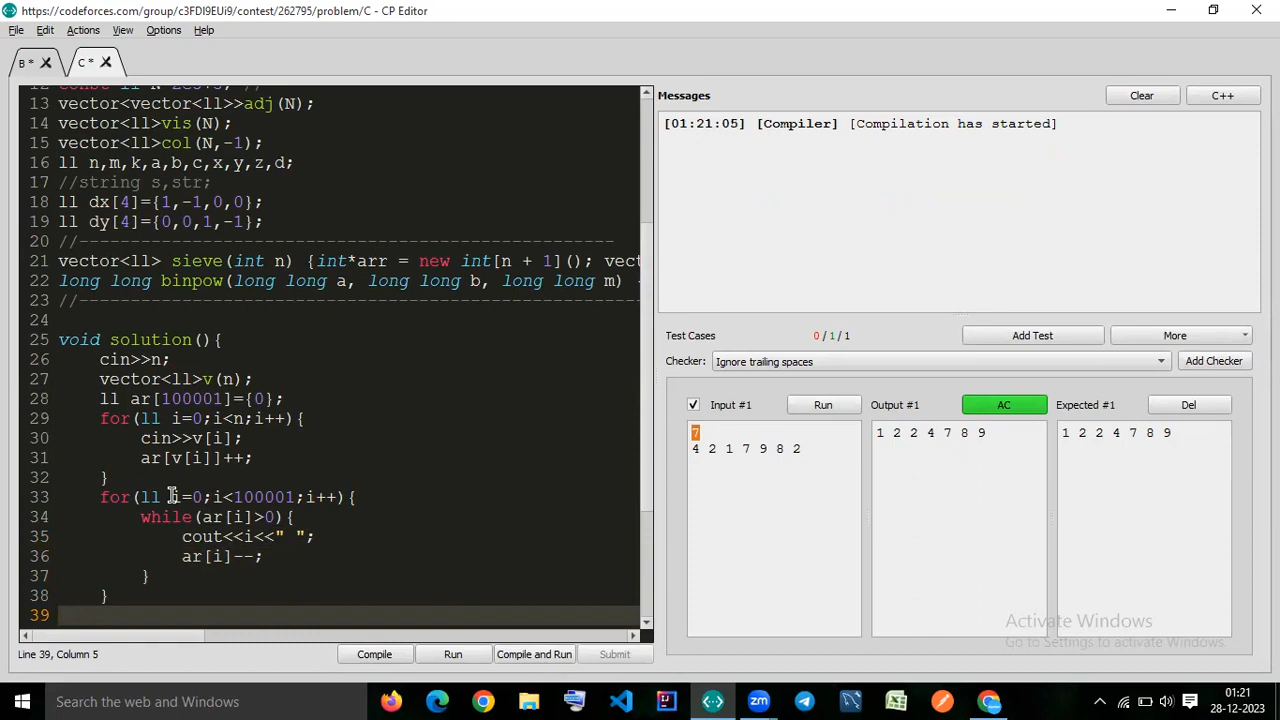 https://codeforces.com/group/c3FDI9EUi9/contest/262795/problem/C - CP Editor
File Edit Actions View Options Help
B * C *
12
13 vector<vector<ll>>adj(N);
14 vector<ll>vis(N);
15 vector<ll>col(N,-1);
16 ll n,m,k,a,b,c,x,y,z,d;
17 //string s,str;
18 ll dx[4]={1,-1,0,0};
19 ll dy[4]={0,0,1,-1};
20 //------------------------------------------------------
21 vector<ll> sieve(int n) {int*arr = new int[n + 1](); vect
22 long long binpow(long long a, long long b, long long m) {
23 //---------------------------------------------------------
24
25 void solution(){
26 cin>>n;
27 vector<ll>v(n);
28 ll ar[100001]={0};
29 for(ll i=0;i<n;i++){
30 cin>>v[i];
31 ar[v[i]]++;
32 }
33 for(ll i=0;i<100001;i++){
34 while(ar[i]>0){
35 cout<<i<<" ";
36 ar[i]--;
37 }
38 }
39
Line 39, Column 5
Compile Run Compile and Run Submit
Messages Clear C++
[01:21:05] [Compiler] [Compilation has started]
Test Cases 0 / 1 / 1 Add Test More
Checker: Ignore trailing spaces Add Checker
Input #1 Run Output #1 AC Expected #1 Del
7
4 2 1 7 9 8 2
1 2 2 4 7 8 9
1 2 2 4 7 8 9
Activate Windows
Go to Settings to activate Windows.
Search the web and Windows
01:21
28-12-2023